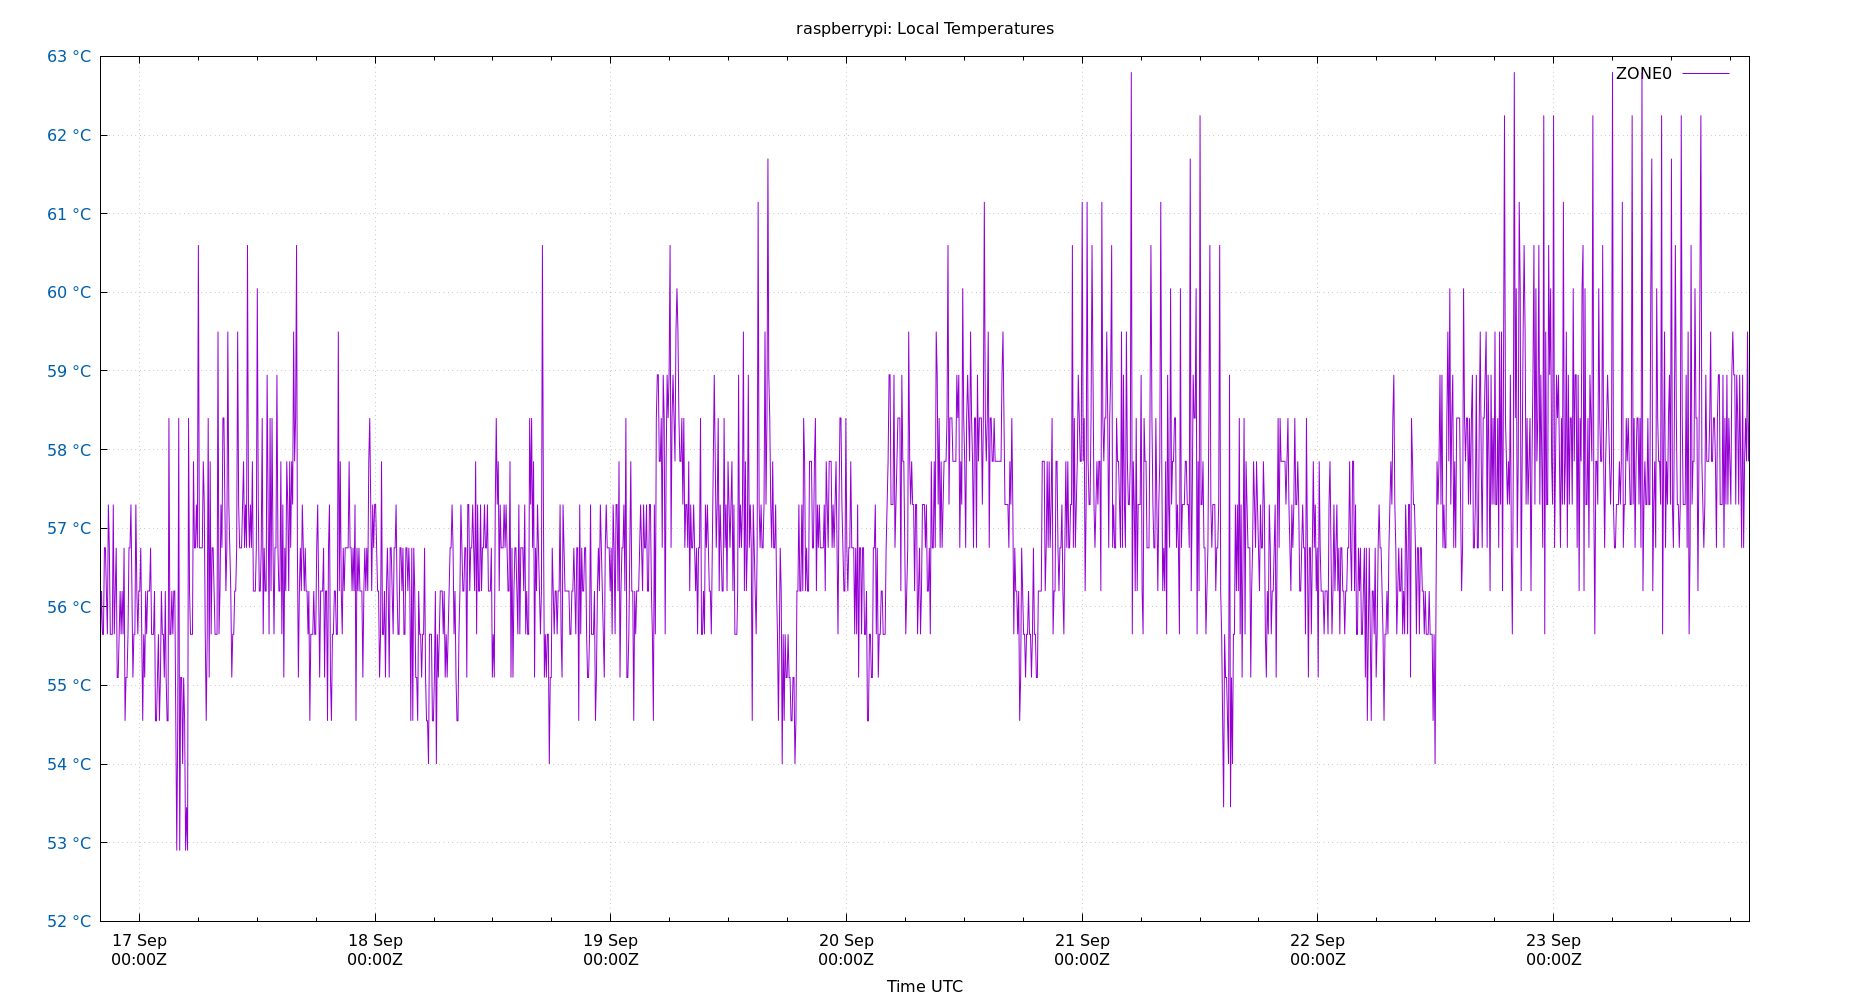 raspberrypi: Local Temperatures
63 °C
ZONE0
62 °C
61 °C
60 °C
59 °C
58 °C
57 °C
56 °C
55 °C
54 °C
53 °C
52 °C
17 Sep 18 Sep 19 Sep 20 Sep 21 Sep 22 Sep 23 Sep
00:00Z 00:00Z 00:00Z 00:00Z 00:00Z 00:00Z 00:00Z
Time UTC